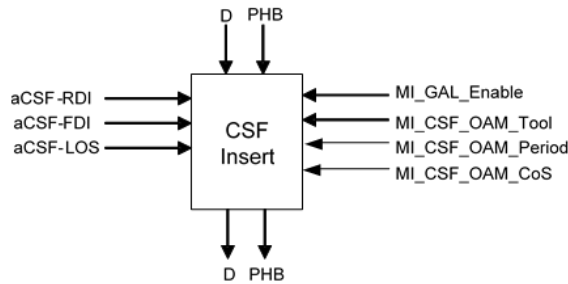 D PHB
aCSF-RDI
aCSF-FDI
aCSF-LOS
CSF
Insert
MI_GAL_Enable
MI_CSF_OAM_Tool
MI_CSF_OAM_Period
MI_CSF_OAM_CoS
D PHB